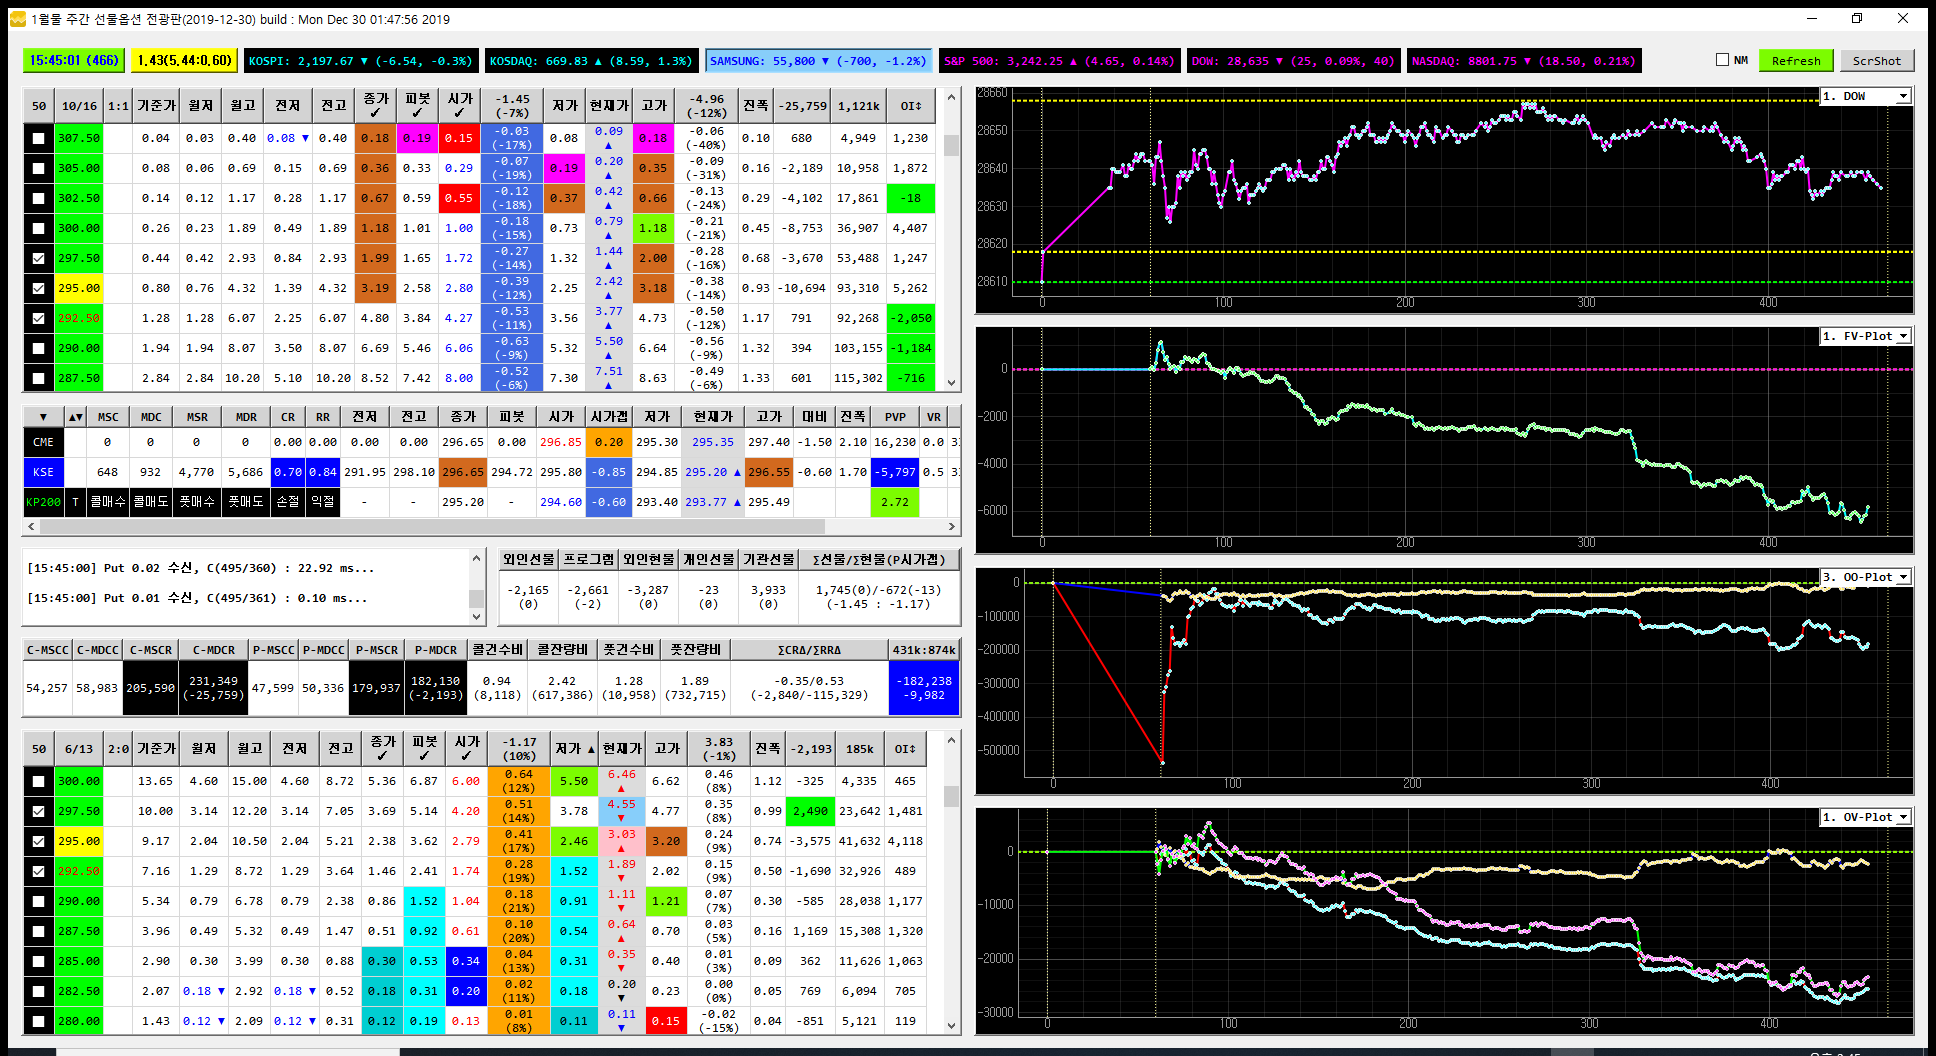 1월물 주간 선물옵션 전광판(2019-12-30) build : Mon Dec 30 01:47:56 2019
15:45:01 (466) 1.43(5.44:0.60) KOSPI: 2,197.67 ▼ (-6.54, -0.3%) KOSDAQ: 669.83 ▲ (8.59, 1.3%) SAMSUNG: 55,800 ▼ (-700, -1.2%) S&P 500: 3,242.25 ▲ (4.65, 0.14%) DOW: 28,635 ▼ (25, 0.09%, 40) NASDAQ: 8801.75 ▼ (18.50, 0.21%) NM Refresh ScrShot
50 10/16 1:1 기준가 월저 월고 전저 전고 종가 ✓ 피봇 ✓ 시가 ✓ -1.45 (-7%) 저가 현재가 고가 -4.96 (-12%) 진폭 -25,759 1,121k OI↕
307.50 0.04 0.03 0.40 0.08 ▼ 0.40 0.18 0.19 0.15 -0.03 (-17%) 0.08 0.09 ▲ 0.18 -0.06 (-40%) 0.10 680 4,949 1,230
305.00 0.08 0.06 0.69 0.15 0.69 0.36 0.33 0.29 -0.07 (-19%) 0.19 0.20 ▲ 0.35 -0.09 (-31%) 0.16 -2,189 10,958 1,872
302.50 0.14 0.12 1.17 0.28 1.17 0.67 0.59 0.55 -0.12 (-18%) 0.37 0.42 ▲ 0.66 -0.13 (-24%) 0.29 -4,102 17,861 -18
300.00 0.26 0.23 1.89 0.49 1.89 1.18 1.01 1.00 -0.18 (-15%) 0.73 0.79 ▲ 1.18 -0.21 (-21%) 0.45 -8,753 36,907 4,407
297.50 0.44 0.42 2.93 0.84 2.93 1.99 1.65 1.72 -0.27 (-14%) 1.32 1.44 ▲ 2.00 -0.28 (-16%) 0.68 -3,670 53,488 1,247
295.00 0.80 0.76 4.32 1.39 4.32 3.19 2.58 2.80 -0.39 (-12%) 2.25 2.42 ▲ 3.18 -0.38 (-14%) 0.93 -10,694 93,310 5,262
292.50 1.28 1.28 6.07 2.25 6.07 4.80 3.84 4.27 -0.53 (-11%) 3.56 3.77 ▲ 4.73 -0.50 (-12%) 1.17 791 92,268 -2,050
290.00 1.94 1.94 8.07 3.50 8.07 6.69 5.46 6.06 -0.63 (-9%) 5.32 5.50 ▲ 6.64 -0.56 (-9%) 1.32 394 103,155 -1,184
287.50 2.84 2.84 10.20 5.10 10.20 8.52 7.42 8.00 -0.52 (-6%) 7.30 7.51 ▲ 8.63 -0.49 (-6%) 1.33 601 115,302 -716
▼ ▲▼ MSC MDC MSR MDR CR RR 전저 전고 종가 피봇 시가 시가갭 저가 현재가 고가 대비 진폭 PVP VR
CME 0 0 0 0 0.00 0.00 0.00 0.00 296.65 0.00 296.85 0.20 295.30 295.35 297.40 -1.50 2.10 16,230 0.0
KSE 648 932 4,770 5,686 0.70 0.84 291.95 298.10 296.65 294.72 295.80 -0.85 294.85 295.20 ▲ 296.55 -0.60 1.70 -5,797 0.5
KP200 T 콜매수 콜매도 풋매수 풋매도 손절 익절 - - 295.20 - 294.60 -0.60 293.40 293.77 ▲ 295.49 2.72
[15:45:00] Put 0.02 수신, C(495/360) : 22.92 ms...
[15:45:00] Put 0.01 수신, C(495/361) : 0.10 ms...
외인선물 프로그램 외인현물 개인선물 기관선물 Σ선물/Σ현물(P시가갭)
-2,165 -2,661 -3,287 -23 3,933 1,745(0)/-672(-13)
(0) (-2) (0) (0) (0) (-1.45 : -1.17)
C-MSCC C-MDCC C-MSCR C-MDCR P-MSCC P-MDCC P-MSCR P-MDCR 콜건수비 콜잔량비 풋건수비 풋잔량비 ΣCRΔ/ΣRRΔ 431k:874k
54,257 58,983 205,590 231,349 (-25,759) 47,599 50,336 179,937 182,130 (-2,193) 0.94 (8,118) 2.42 (617,386) 1.28 (10,958) 1.89 (732,715) -0.35/0.53 (-2,840/-115,329) -182,238 -9,982
50 6/13 2:0 기준가 월저 월고 전저 전고 종가 ✓ 피봇 ✓ 시가 ✓ -1.17 (10%) 저가 ▲ 현재가 고가 3.83 (-1%) 진폭 -2,193 185k OI↕
300.00 13.65 4.60 15.00 4.60 8.72 5.36 6.87 6.00 0.64 (12%) 5.50 6.46 ▲ 6.62 0.46 (8%) 1.12 -325 4,335 465
297.50 10.00 3.14 12.20 3.14 7.05 3.69 5.14 4.20 0.51 (14%) 3.78 4.55 ▼ 4.77 0.35 (8%) 0.99 2,490 23,642 1,481
295.00 9.17 2.04 10.50 2.04 5.21 2.38 3.62 2.79 0.41 (17%) 2.46 3.03 ▲ 3.20 0.24 (9%) 0.74 -3,575 41,632 4,118
292.50 7.16 1.29 8.72 1.29 3.64 1.46 2.41 1.74 0.28 (19%) 1.52 1.89 ▼ 2.02 0.15 (9%) 0.50 -1,690 32,926 489
290.00 5.34 0.79 6.78 0.79 2.38 0.86 1.52 1.04 0.18 (21%) 0.91 1.11 ▼ 1.21 0.07 (7%) 0.30 -585 28,038 1,177
287.50 3.96 0.49 5.32 0.49 1.47 0.51 0.92 0.61 0.10 (20%) 0.54 0.64 ▲ 0.70 0.03 (5%) 0.16 1,169 15,308 1,320
285.00 2.90 0.30 3.99 0.30 0.88 0.30 0.53 0.34 0.04 (13%) 0.31 0.35 ▼ 0.40 0.01 (3%) 0.09 362 11,626 1,063
282.50 2.07 0.18 ▼ 2.92 0.18 ▼ 0.52 0.18 0.31 0.20 0.02 (11%) 0.18 0.20 ▼ 0.23 0.00 (0%) 0.05 769 6,094 705
280.00 1.43 0.12 ▼ 2.09 0.12 ▼ 0.31 0.12 0.19 0.13 0.01 (8%) 0.11 0.11 ▼ 0.15 -0.02 (-15%) 0.04 -851 5,121 119
1. DOW
28660
28650
28640
28630
28620
28610
0 100 200 300 400
1. FV-Plot
0
-2000
-4000
-6000
0 100 200 300 400
3. OO-Plot
0
-100000
-200000
-300000
-400000
-500000
0 100 200 300 400
1. OV-Plot
0
-10000
-20000
-30000
0 100 200 300 400